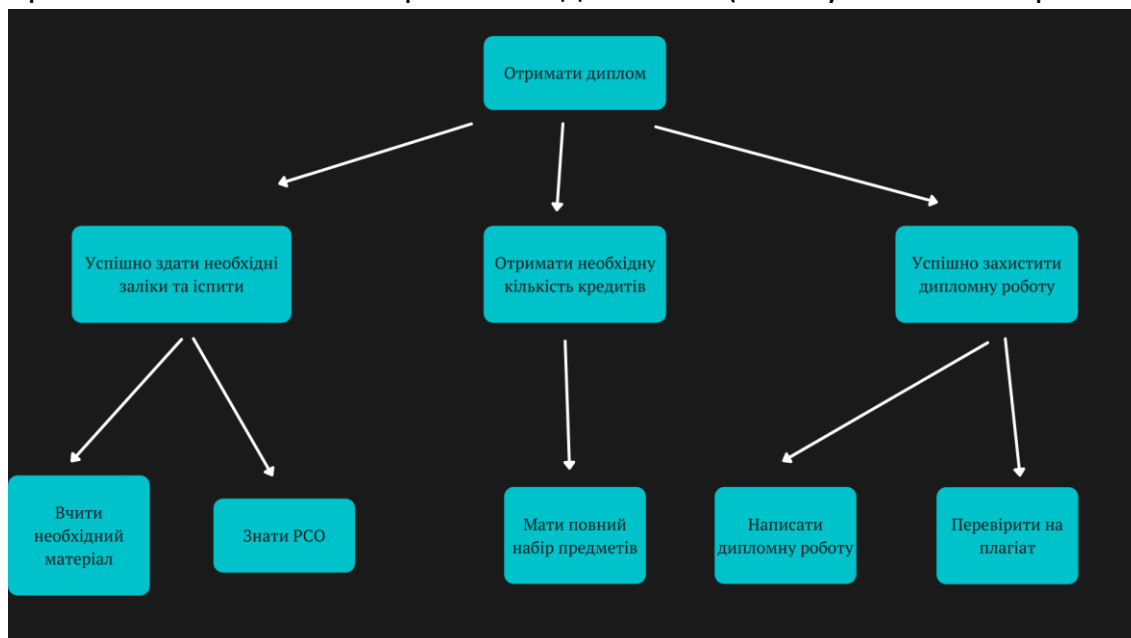 Отримати диплом
Успішно здати необхідні
заліки та іспити
Отримати необхідну
кількість кредитів
Успішно захистити
дипломну роботу
Вчити
необхідний
матеріал
Знати РСО
Мати повний
набір предметів
Написати
дипломну роботу
Перевірити на
плагіат